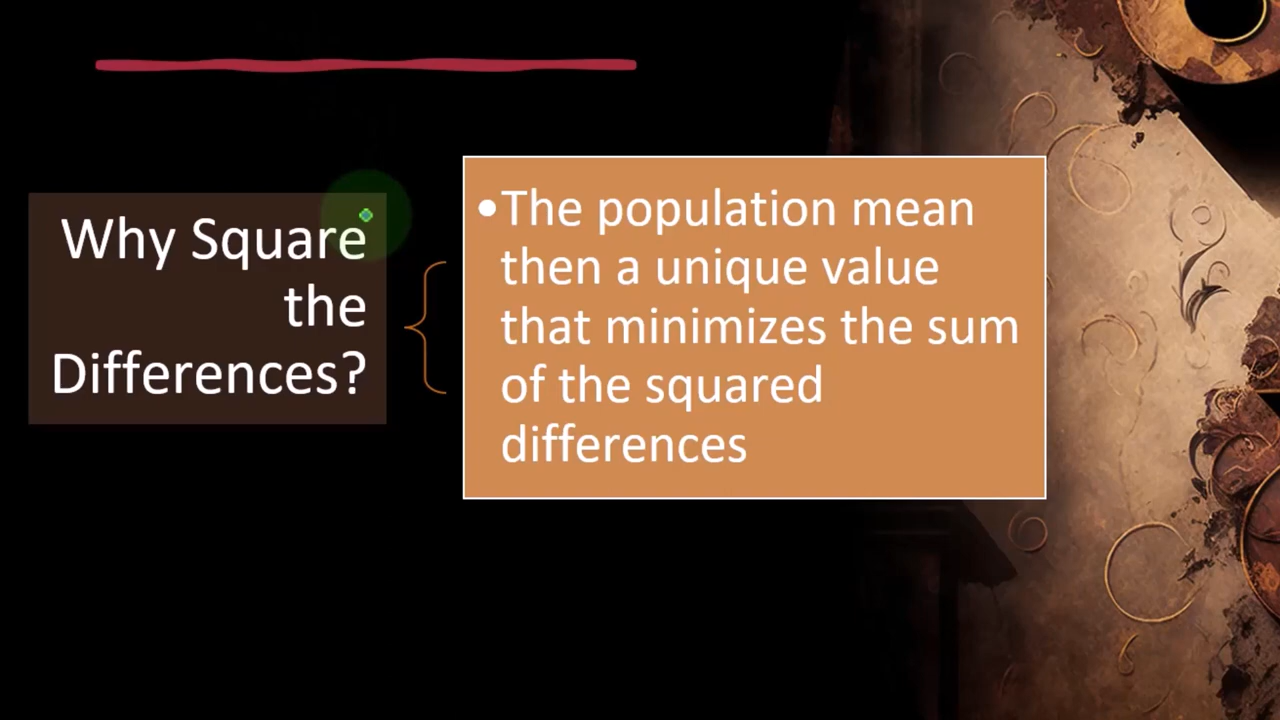 Why Square
the
Differences?
•The population mean
then a unique value
that minimizes the sum
of the squared
differences